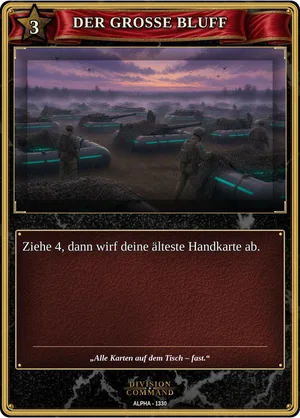 3
DER GROSSE BLUFF
Ziehe 4, dann wirf deine älteste Handkarte ab.
„Alle Karten auf dem Tisch – fast.“
DIVISION
COMMAND
ALPHA - 1330